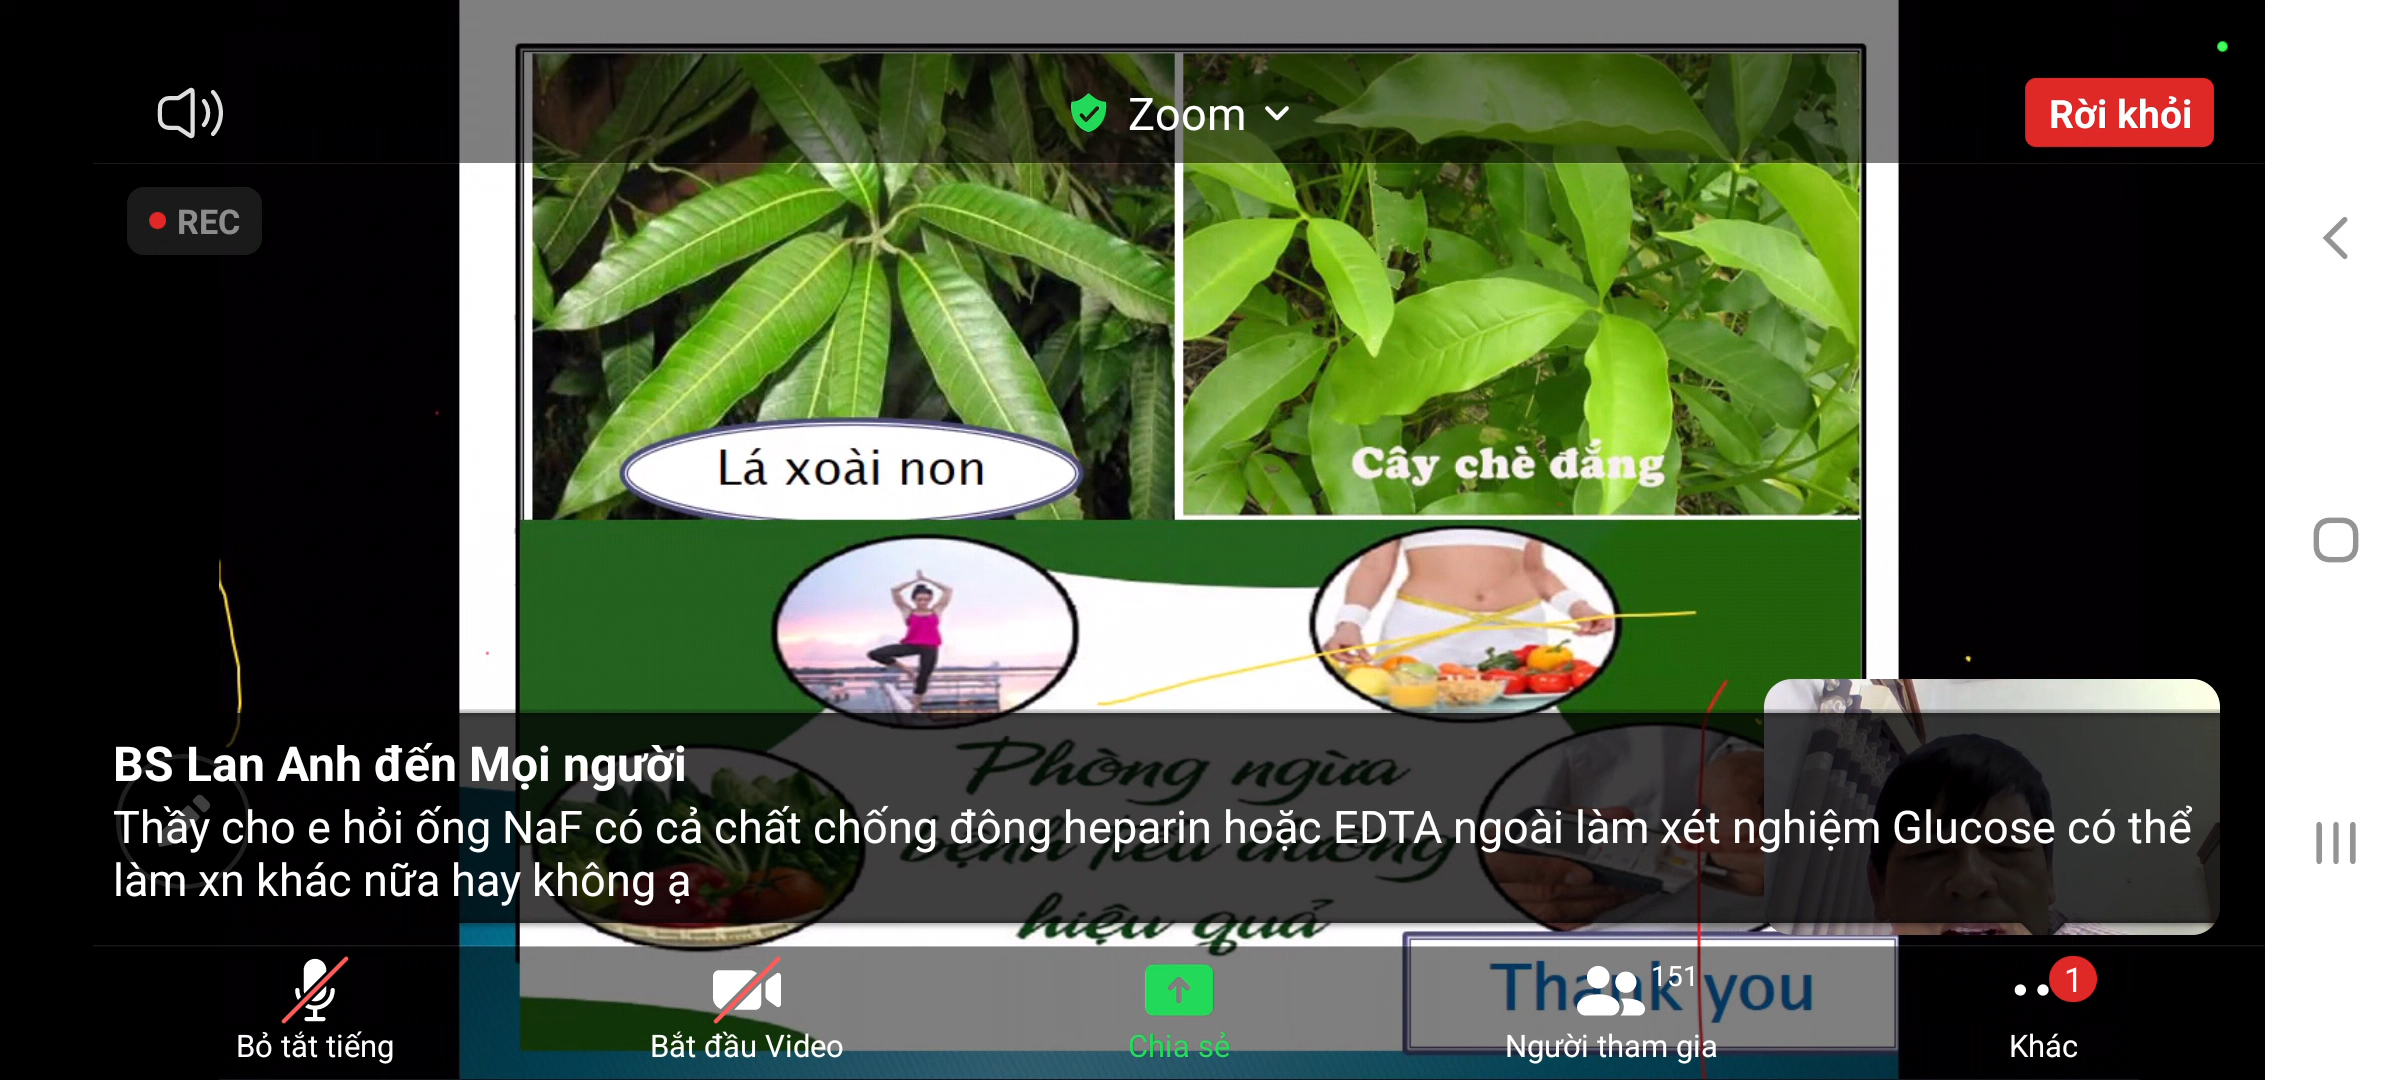 Zoom
Rời khỏi
REC
Lá xoài non
Cây chè đắng
BS Lan Anh đến Mọi người
Thầy cho e hỏi ống NaF có cả chất chống đông heparin hoặc EDTA ngoài làm xét nghiệm Glucose có thể
làm xn khác nữa hay không ạ
Phòng ngừa
bệnh tiểu đường
hiệu quả
Thank you
151
1
Bỏ tắt tiếng
Bắt đầu Video
Chia sẻ
Người tham gia
Khác